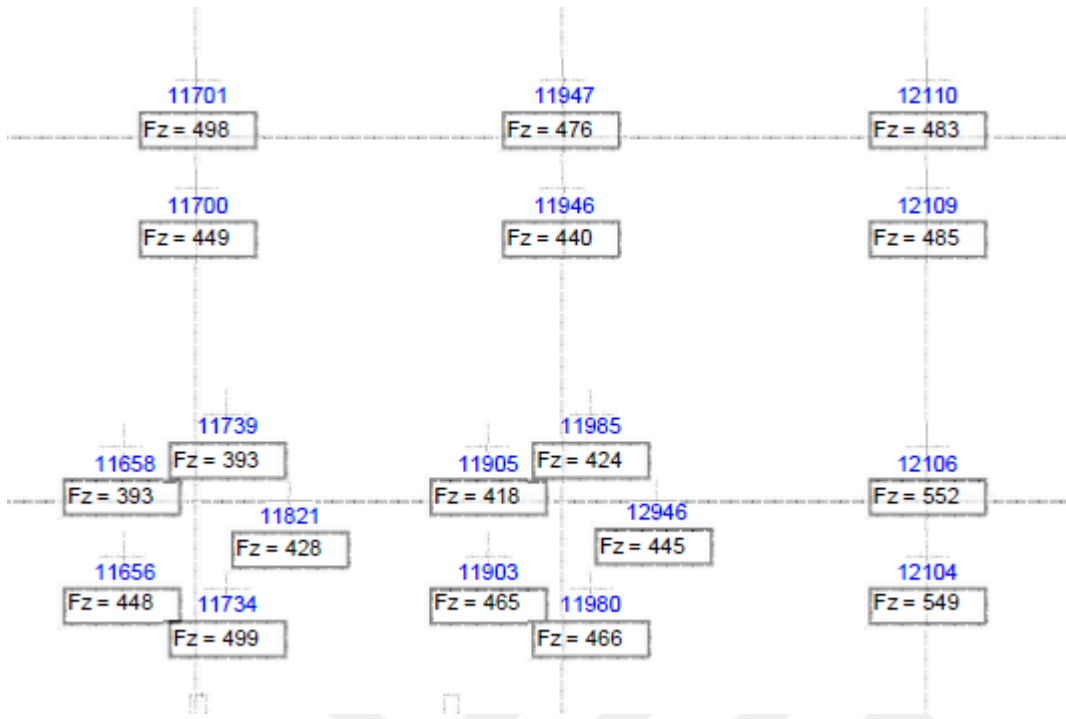 11701
Fz = 498
11947
Fz = 476
12110
Fz = 483
11700
Fz = 449
11946
Fz = 440
12109
Fz = 485
11739
Fz = 393
11658
Fz = 393
11821
Fz = 428
11985
Fz = 424
11905
Fz = 418
12946
Fz = 445
12106
Fz = 552
11656
Fz = 448
11734
Fz = 499
11903
Fz = 465
11980
Fz = 466
12104
Fz = 549